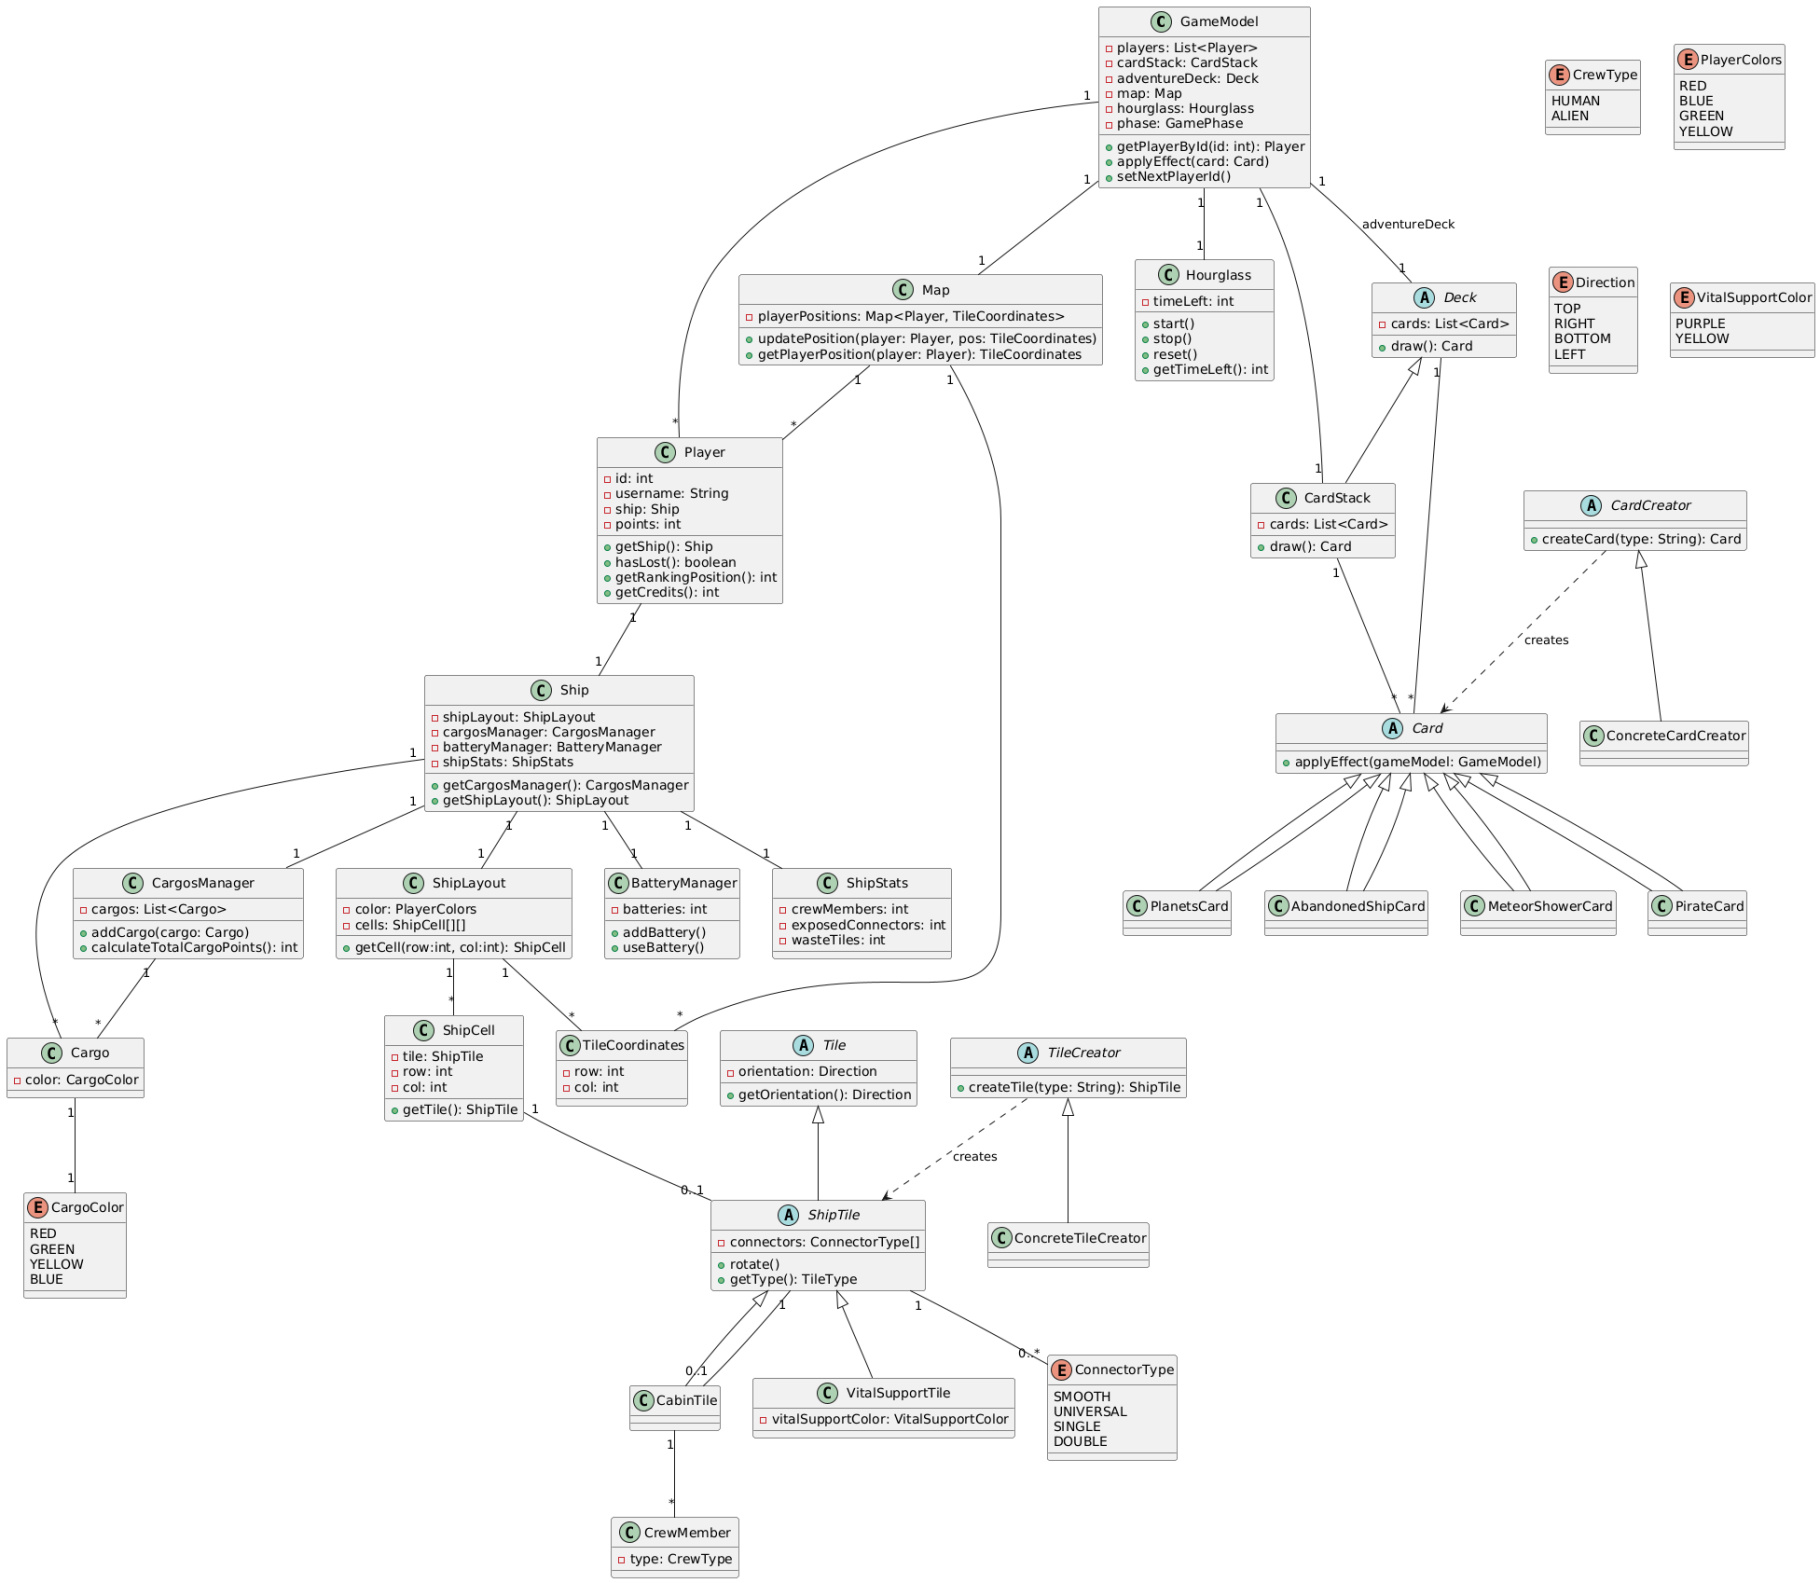 C GameModel
players: List<Player>
cardStack: CardStack
adventureDeck: Deck
map: Map
hourglass: Hourglass
phase: GamePhase
getPlayerById(id: int): Player
applyEffect(card: Card)
setNextPlayerId()
E CrewType
HUMAN
ALIEN
E PlayerColors
RED
BLUE
GREEN
YELLOW
1
1
1
1
1
adventureDeck
1
1
1
1
*
C Map
playerPositions: Map<Player, TileCoordinates>
updatePosition(player: Player, pos: TileCoordinates)
getPlayerPosition(player: Player): TileCoordinates
C Hourglass
timeLeft: int
start()
stop()
reset()
getTimeLeft(): int
A Deck
cards: List<Card>
draw(): Card
E Direction
TOP
RIGHT
BOTTOM
LEFT
E VitalSupportColor
PURPLE
YELLOW
1
1
1
*
*
C Player
id: int
username: String
ship: Ship
points: int
getShip(): Ship
hasLost(): boolean
getRankingPosition(): int
getCredits(): int
C CardStack
cards: List<Card>
draw(): Card
A CardCreator
createCard(type: String): Card
1
*
*
creates
1
1
C Ship
shipLayout: ShipLayout
cargosManager: CargosManager
batteryManager: BatteryManager
shipStats: ShipStats
getCargosManager(): CargosManager
getShipLayout(): ShipLayout
A Card
applyEffect(gameModel: GameModel)
C ConcreteCardCreator
1
1
1
1
1
1
1
1
1
C CargosManager
cargos: List<Cargo>
addCargo(cargo: Cargo)
calculateTotalCargoPoints(): int
C ShipLayout
color: PlayerColors
cells: ShipCell[][]
getCell(row:int, col:int): ShipCell
C BatteryManager
batteries: int
addBattery()
useBattery()
C ShipStats
crewMembers: int
exposedConnectors: int
wasteTiles: int
C PlanetsCard
C AbandonedShipCard
C MeteorShowerCard
C PirateCard
1
1
1
*
*
*
*
*
C Cargo
color: CargoColor
C ShipCell
tile: ShipTile
row: int
col: int
getTile(): ShipTile
C TileCoordinates
row: int
col: int
A Tile
orientation: Direction
getOrientation(): Direction
A TileCreator
createTile(type: String): ShipTile
1
1
1
0..1
creates
E CargoColor
RED
GREEN
YELLOW
BLUE
A ShipTile
connectors: ConnectorType[]
rotate()
getType(): TileType
C ConcreteTileCreator
1
1
0..1
0..*
C CabinTile
C VitalSupportTile
vitalSupportColor: VitalSupportColor
E ConnectorType
SMOOTH
UNIVERSAL
SINGLE
DOUBLE
1
*
C CrewMember
type: CrewType